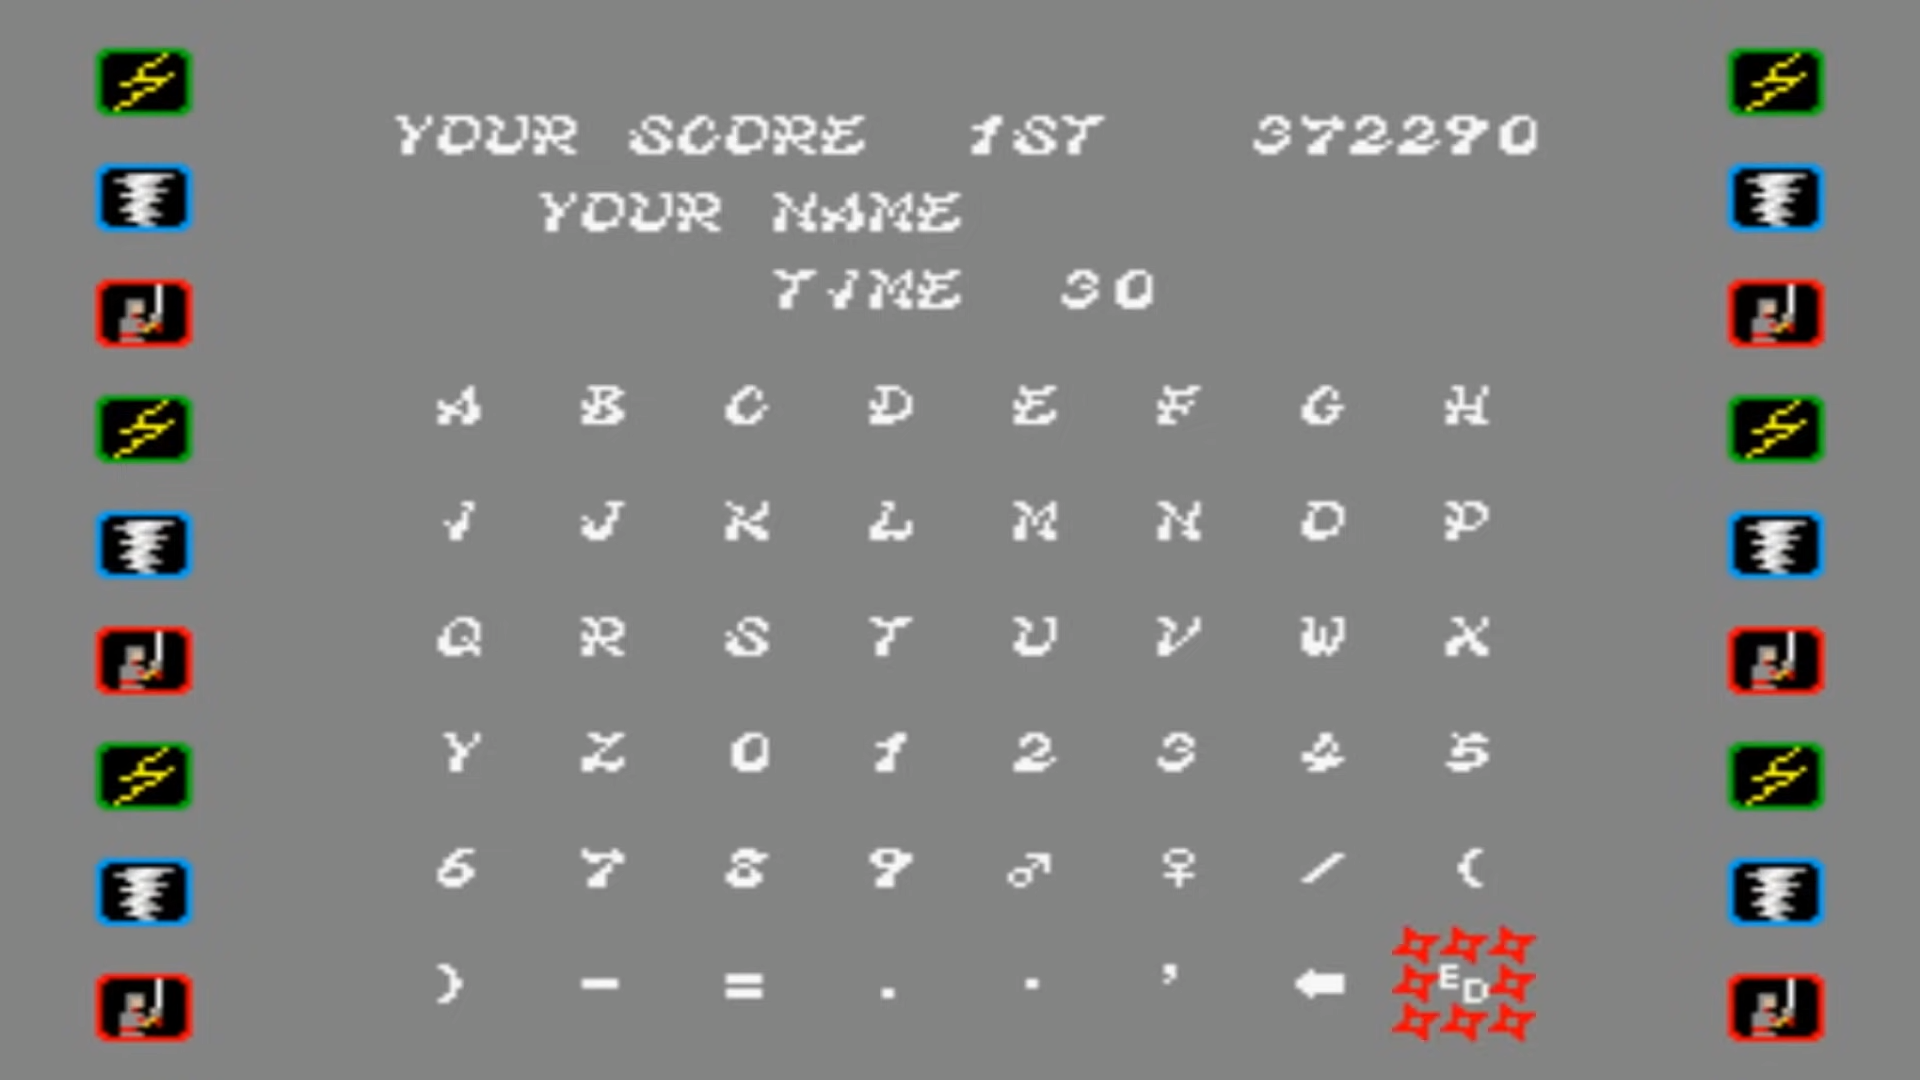 YOUR SCORE 1ST 372290
YOUR NAME
TIME 30
A B C D E F G H
I J K L M N O P
Q R S T U V W X
Y Z 0 1 2 3 4 5
6 7 8 9 ♂ ♀ / (
) - = . · ’ ← ED